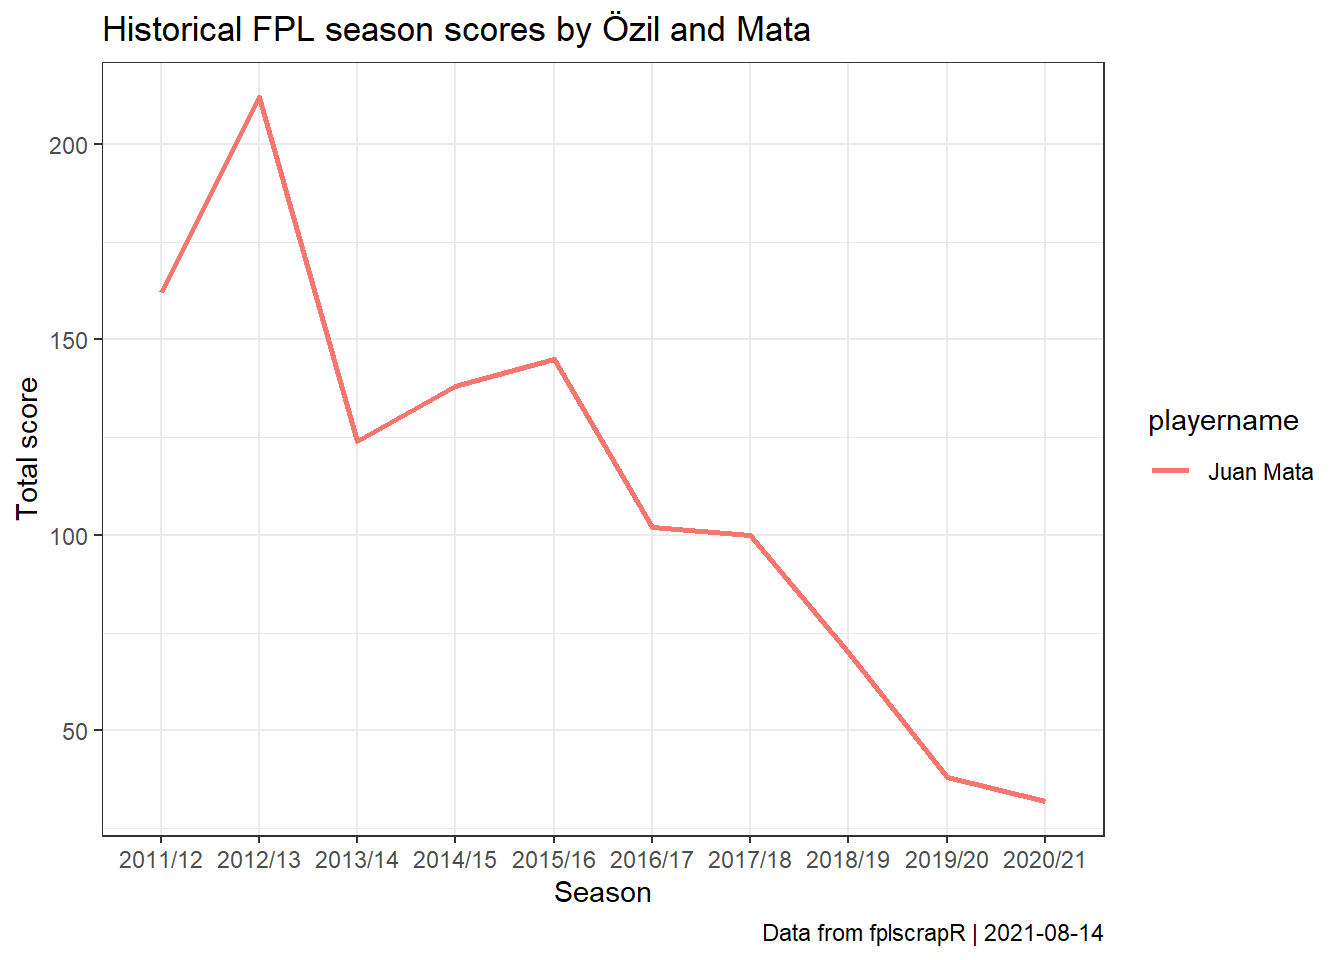 Historical FPL season scores by Özil and Mata
200
150
100
50
Total score
2011/12 2012/13 2013/14 2014/15 2015/16 2016/17 2017/18 2018/19 2019/20 2020/21
Season
playername
Juan Mata
Data from fplscrapR | 2021-08-14